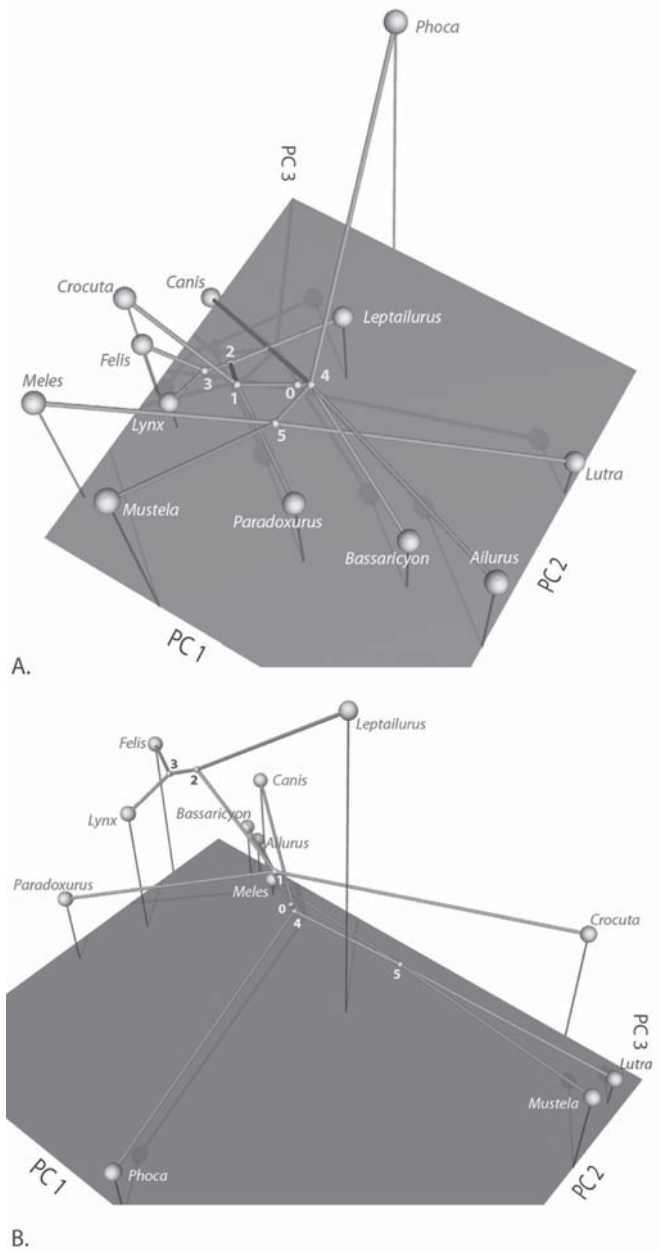 Phoca
PC 3
Crocuta
Canis
Leptailurus
Felis
2
Meles
3
1
0
4
Lynx
5
Lutra
Mustela
Paradoxurus
Bassaricyon
Ailurus
PC 2
PC 1
A.
Leptailurus
Felis
3
2
Canis
Lynx
Bassaricyon
Ailurus
1
Paradoxurus
Meles
0
4
Crocuta
5
PC 3
Lutra
Mustela
PC 1
Phoca
PC 2
B.